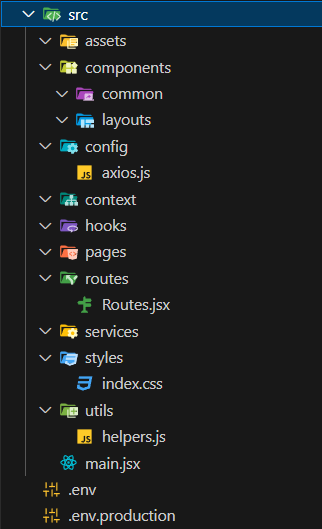 src
assets
components
common
layouts
config
JS axios.js
context
hooks
pages
routes
Routes.jsx
services
styles
index.css
utils
JS helpers.js
main.jsx
.env
.env.production